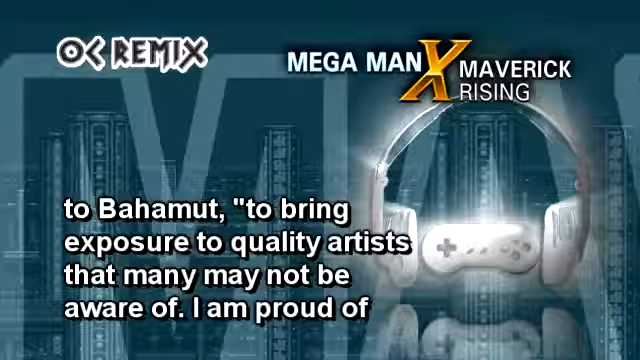 OC REMIX
MEGA MAN X MAVERICK
RISING
to Bahamut, "to bring
exposure to quality artists
that many may not be
aware of. I am proud of